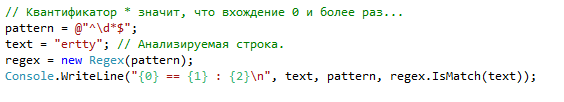 // Квантификатор * значит, что вхождение 0 и более раз...
pattern = @"^\d*$";
text = "ertty"; // Анализируемая строка.
regex = new Regex(pattern);
Console.WriteLine("{0} == {1} : {2}\n", text, pattern, regex.IsMatch(text));